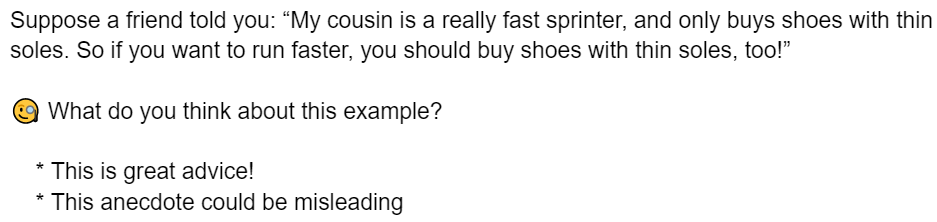 Suppose a friend told you: “My cousin is a really fast sprinter, and only buys shoes with thin
soles. So if you want to run faster, you should buy shoes with thin soles, too!”
🧐 What do you think about this example?
* This is great advice!
* This anecdote could be misleading